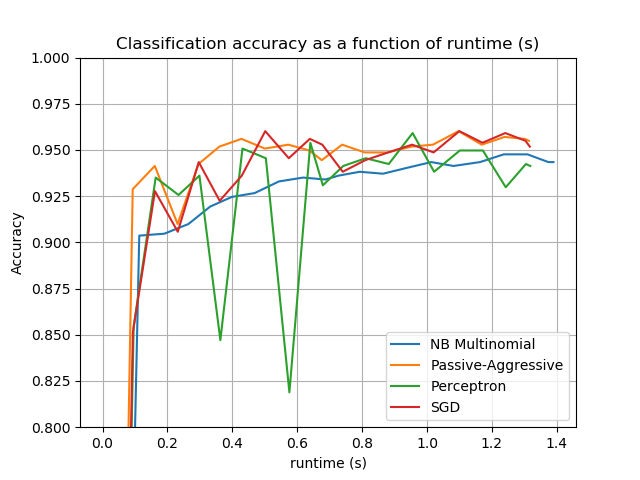 Classification accuracy as a function of runtime (s)
1.000
0.975
0.950
0.925
0.900
0.875
0.850
0.825
0.800
Accuracy
0.0 0.2 0.4 0.6 0.8 1.0 1.2 1.4
runtime (s)
NB Multinomial
Passive-Aggressive
Perceptron
SGD